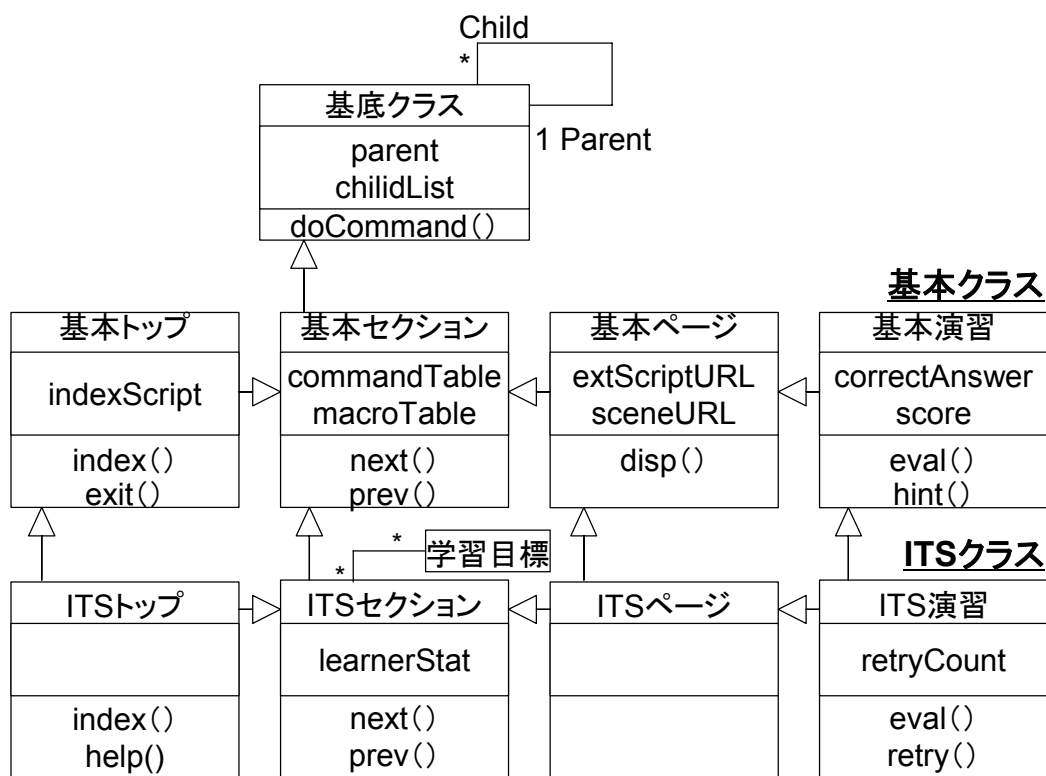 Child
*
基底クラス
1 Parent
parent
chilidList
doCommand()
基本クラス
基本トップ
indexScript
index()
exit()
基本セクション
commandTable
macroTable
next()
prev()
基本ページ
extScriptURL
sceneURL
disp()
基本演習
correctAnswer
score
eval()
hint()
*
学習目標
*
ITSクラス
ITSトップ
index()
help()
ITSセクション
learnerStat
next()
prev()
ITSページ
ITS演習
retryCount
eval()
retry()